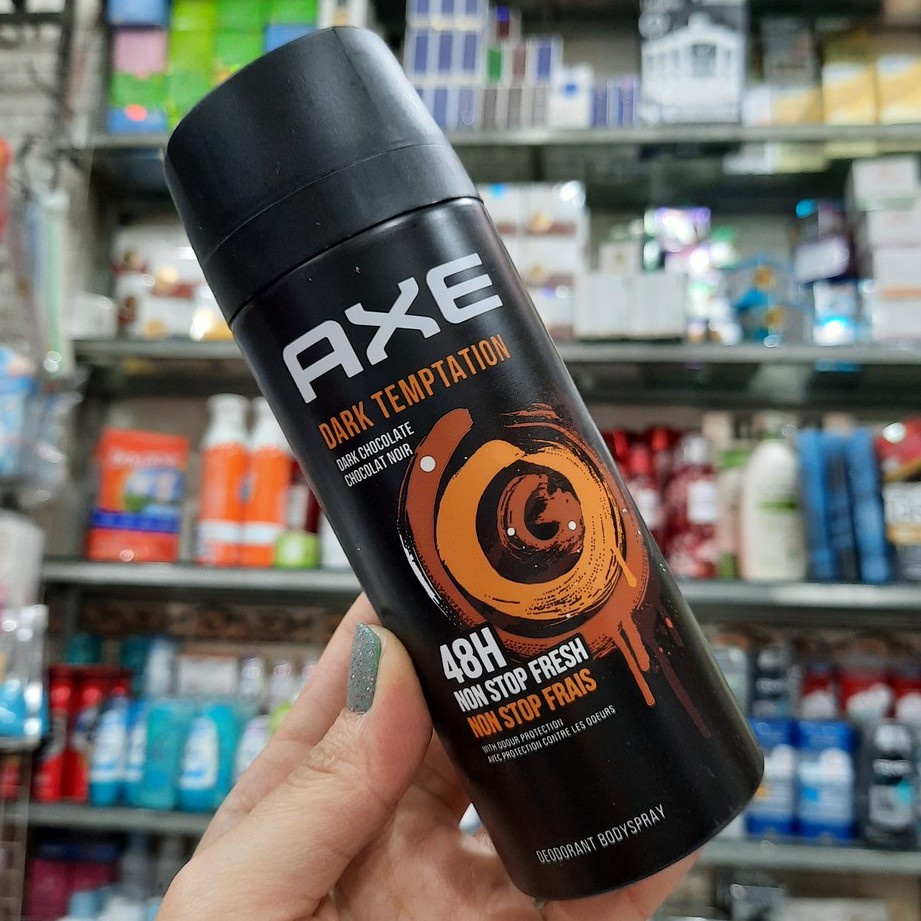 AXE
DARK TEMPTATION
DARK CHOCOLATE
CHOCOLAT NOIR
48H
NON STOP FRESH
NON STOP FRAIS
WITH ODOUR PROTECTION
AVEC PROTECTION CONTRE LES ODEURS
DEODORANT BODYSPRAY